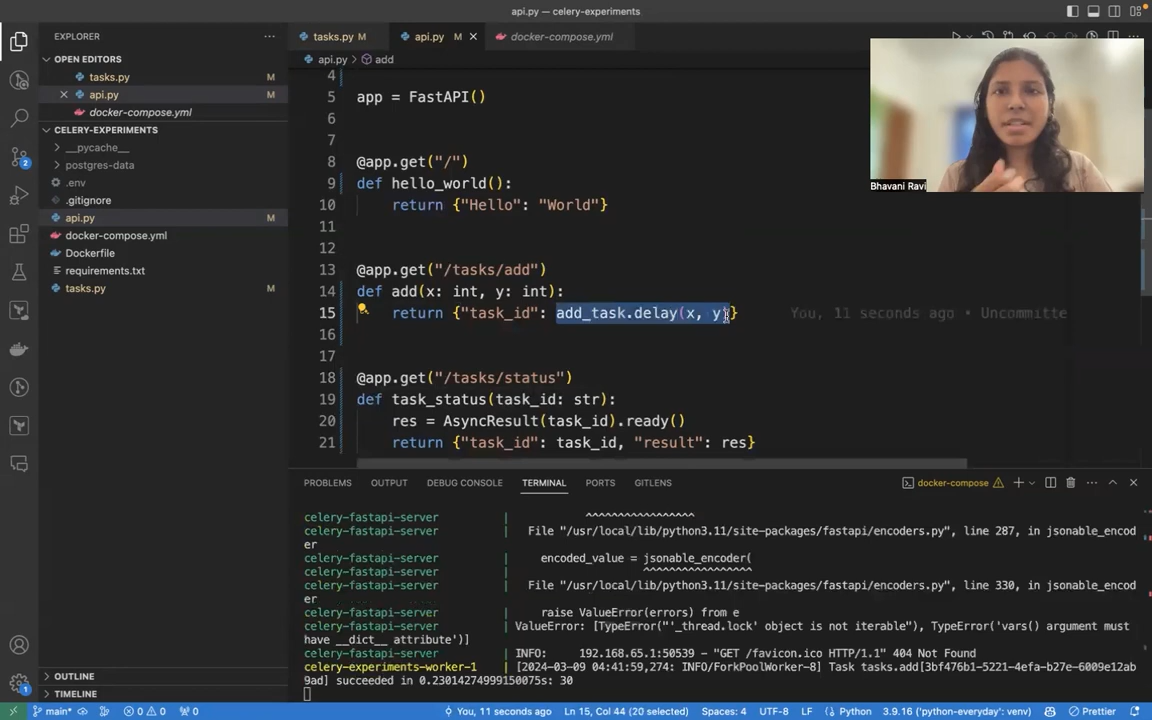 api.py — celery-experiments
EXPLORER
OPEN EDITORS
tasks.py M
api.py M
docker-compose.yml
CELERY-EXPERIMENTS
__pycache__
postgres-data
.env
.gitignore
api.py M
docker-compose.yml
Dockerfile
requirements.txt
tasks.py M
OUTLINE
TIMELINE
tasks.py M
api.py M
docker-compose.yml
api.py > add
4
5 app = FastAPI()
6
7
8 @app.get("/")
9 def hello_world():
10 return {"Hello": "World"}
11
12
13 @app.get("/tasks/add")
14 def add(x: int, y: int):
15 return {"task_id": add_task.delay(x, y)} You, 11 seconds ago • Uncommitte
16
17
18 @app.get("/tasks/status")
19 def task_status(task_id: str):
20 res = AsyncResult(task_id).ready()
21 return {"task_id": task_id, "result": res}
Bhavani Ravi
PROBLEMS OUTPUT DEBUG CONSOLE TERMINAL PORTS GITLENS
docker-compose
celery-fastapi-server | ^^^^^^^^^^^^^^^^^
celery-fastapi-server | File "/usr/local/lib/python3.11/site-packages/fastapi/encoders.py", line 287, in jsonable_encod
er
celery-fastapi-server | encoded_value = jsonable_encoder(
celery-fastapi-server | ^^^^^^^^^^^^^^^^^
celery-fastapi-server | File "/usr/local/lib/python3.11/site-packages/fastapi/encoders.py", line 330, in jsonable_encod
er
celery-fastapi-server | raise ValueError(errors) from e
celery-fastapi-server | ValueError: [TypeError("'_thread.lock' object is not iterable"), TypeError('vars() argument must
have __dict__ attribute')]
celery-fastapi-server | INFO: 192.168.65.1:50539 - "GET /favicon.ico HTTP/1.1" 404 Not Found
celery-experiments-worker-1 | [2024-03-09 04:41:59,274: INFO/ForkPoolWorker-8] Task tasks.add[3bf476b1-5221-4efa-b27e-6009e12ab
9ad] succeeded in 0.23014274999150075s: 30
2
1
main* 0 0 0 You, 11 seconds ago Ln 15, Col 44 (20 selected) Spaces: 4 UTF-8 LF Python 3.9.16 ('python-everyday': venv) Prettier